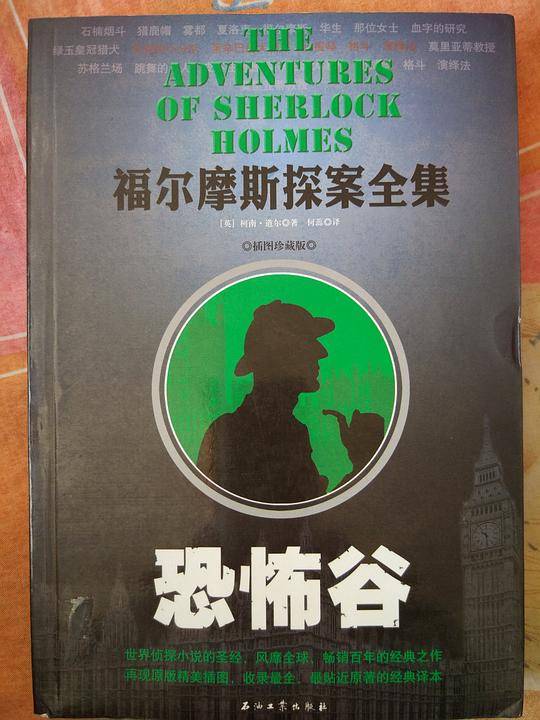 石楠烟斗 猎鹿帽 雾都 夏洛克 华生 那位女士 血字的研究
绿玉皇冠猎犬 莫里亚蒂教授
苏格兰场 跳舞的 格斗 演绎法
THE
ADVENTURES
OF SHERLOCK
HOLMES
福尔摩斯探案全集
[英] 柯南·道尔◎著 何蕊◎译
◎插图珍藏版◎
恐怖谷
世界侦探小说的圣经，风靡全球、畅销百年的经典之作
再现原版精美插图，收录最全、最贴近原著的经典译本
石油工业出版社